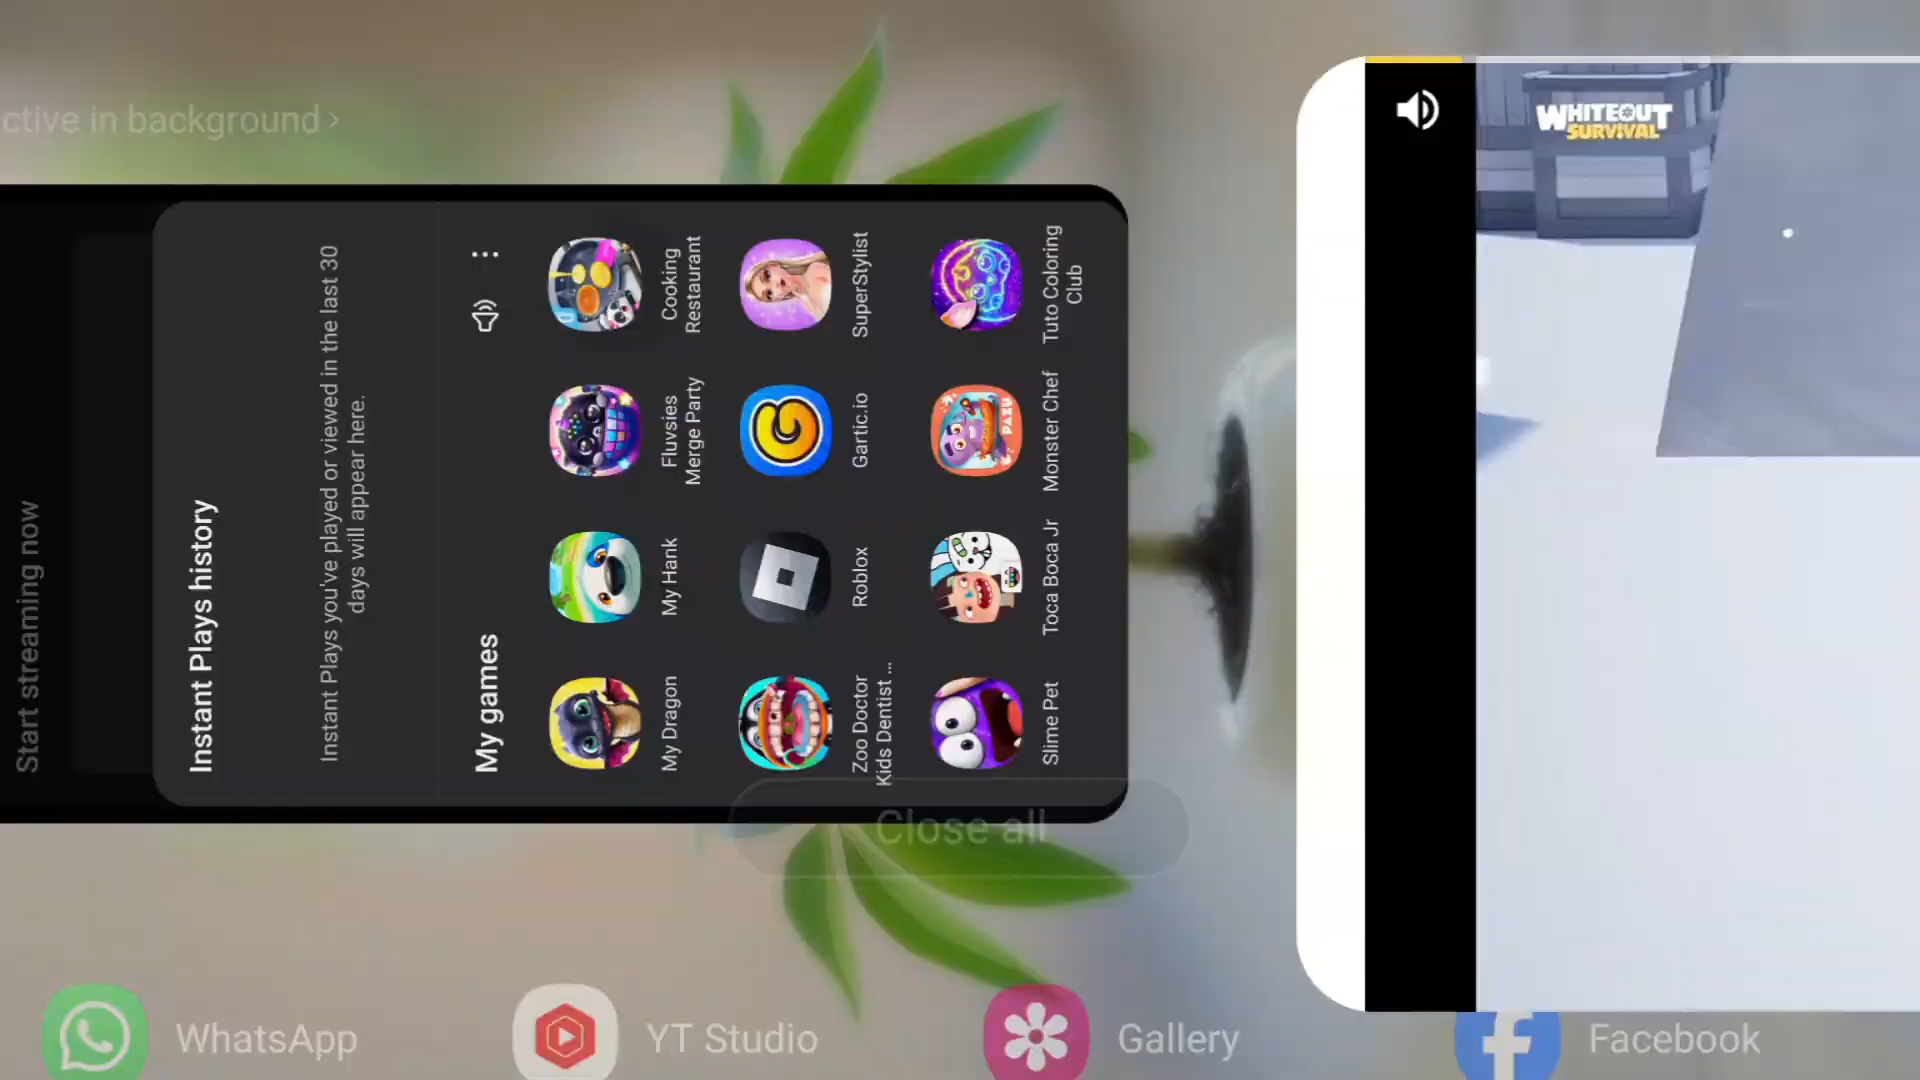 ctive in background >
Start streaming now
Instant Plays history
Instant Plays you've played or viewed in the last 30
days will appear here.
My games
My Dragon
My Hank
Fluvsies
Merge Party
Cooking
Restaurant
Zoo Doctor
Kids Dentist ...
Roblox
Gartic.io
SuperStylist
Slime Pet
Toca Boca Jr
Monster Chef
PAZU
Tuto Coloring
Club
Close all
WHITEOUT
SURVIVAL
WhatsApp
YT Studio
Gallery
Facebook